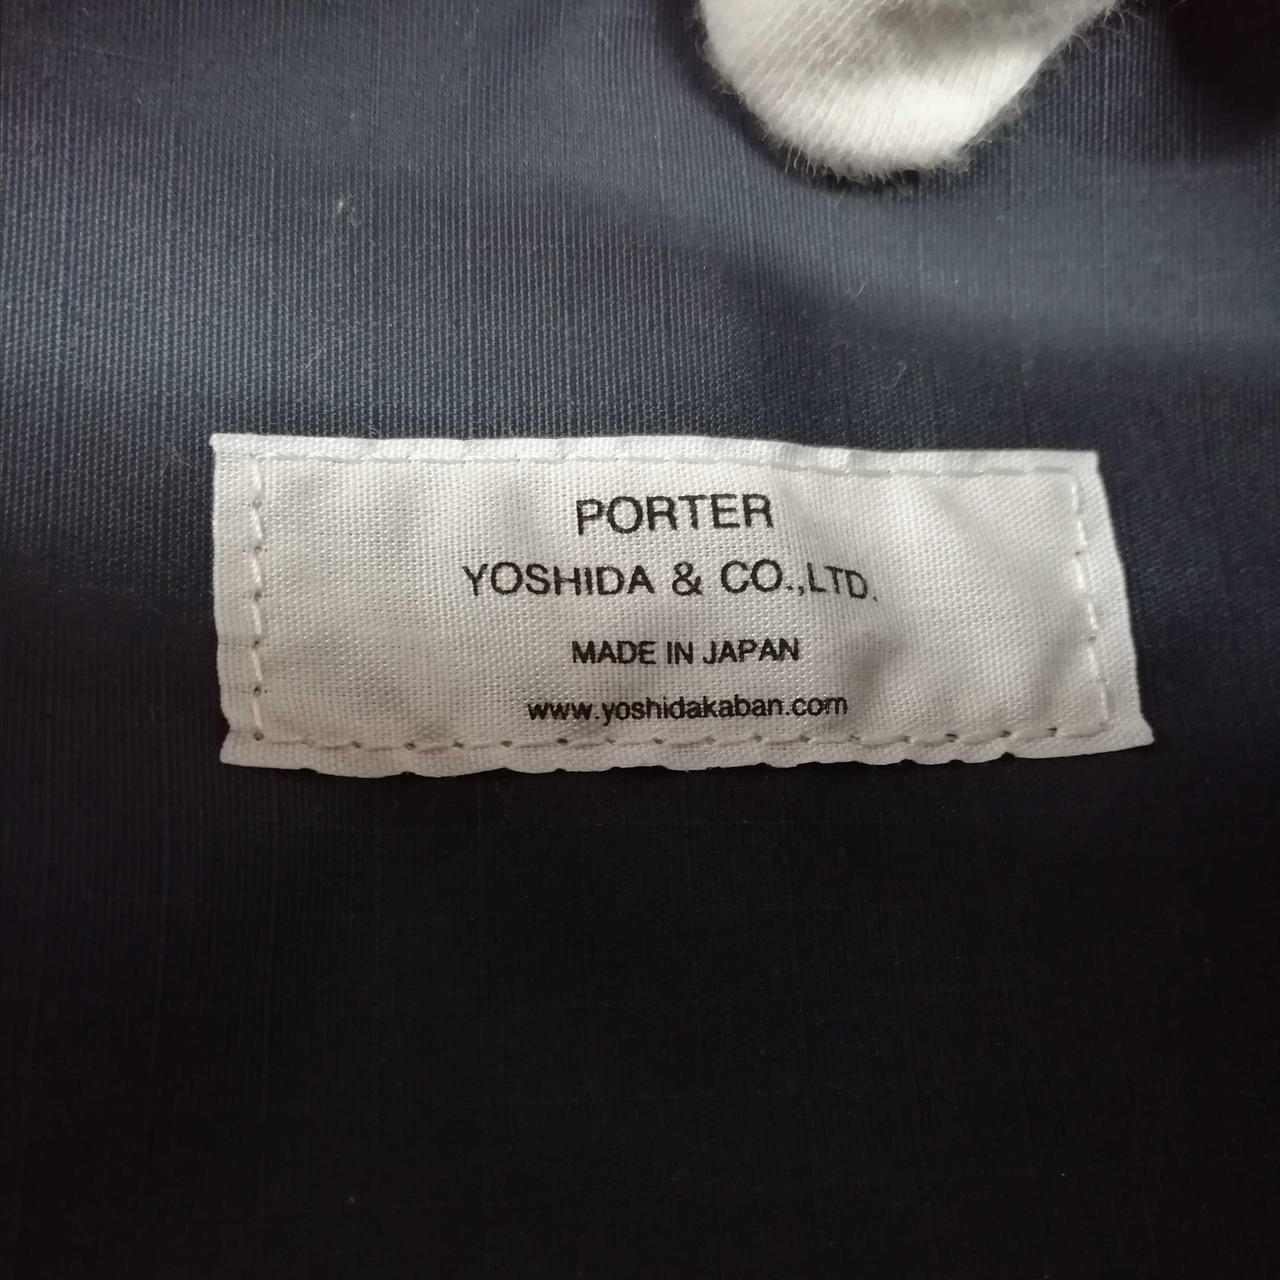 PORTER
YOSHIDA & CO.,LTD.
MADE IN JAPAN
www.yoshidakaban.com